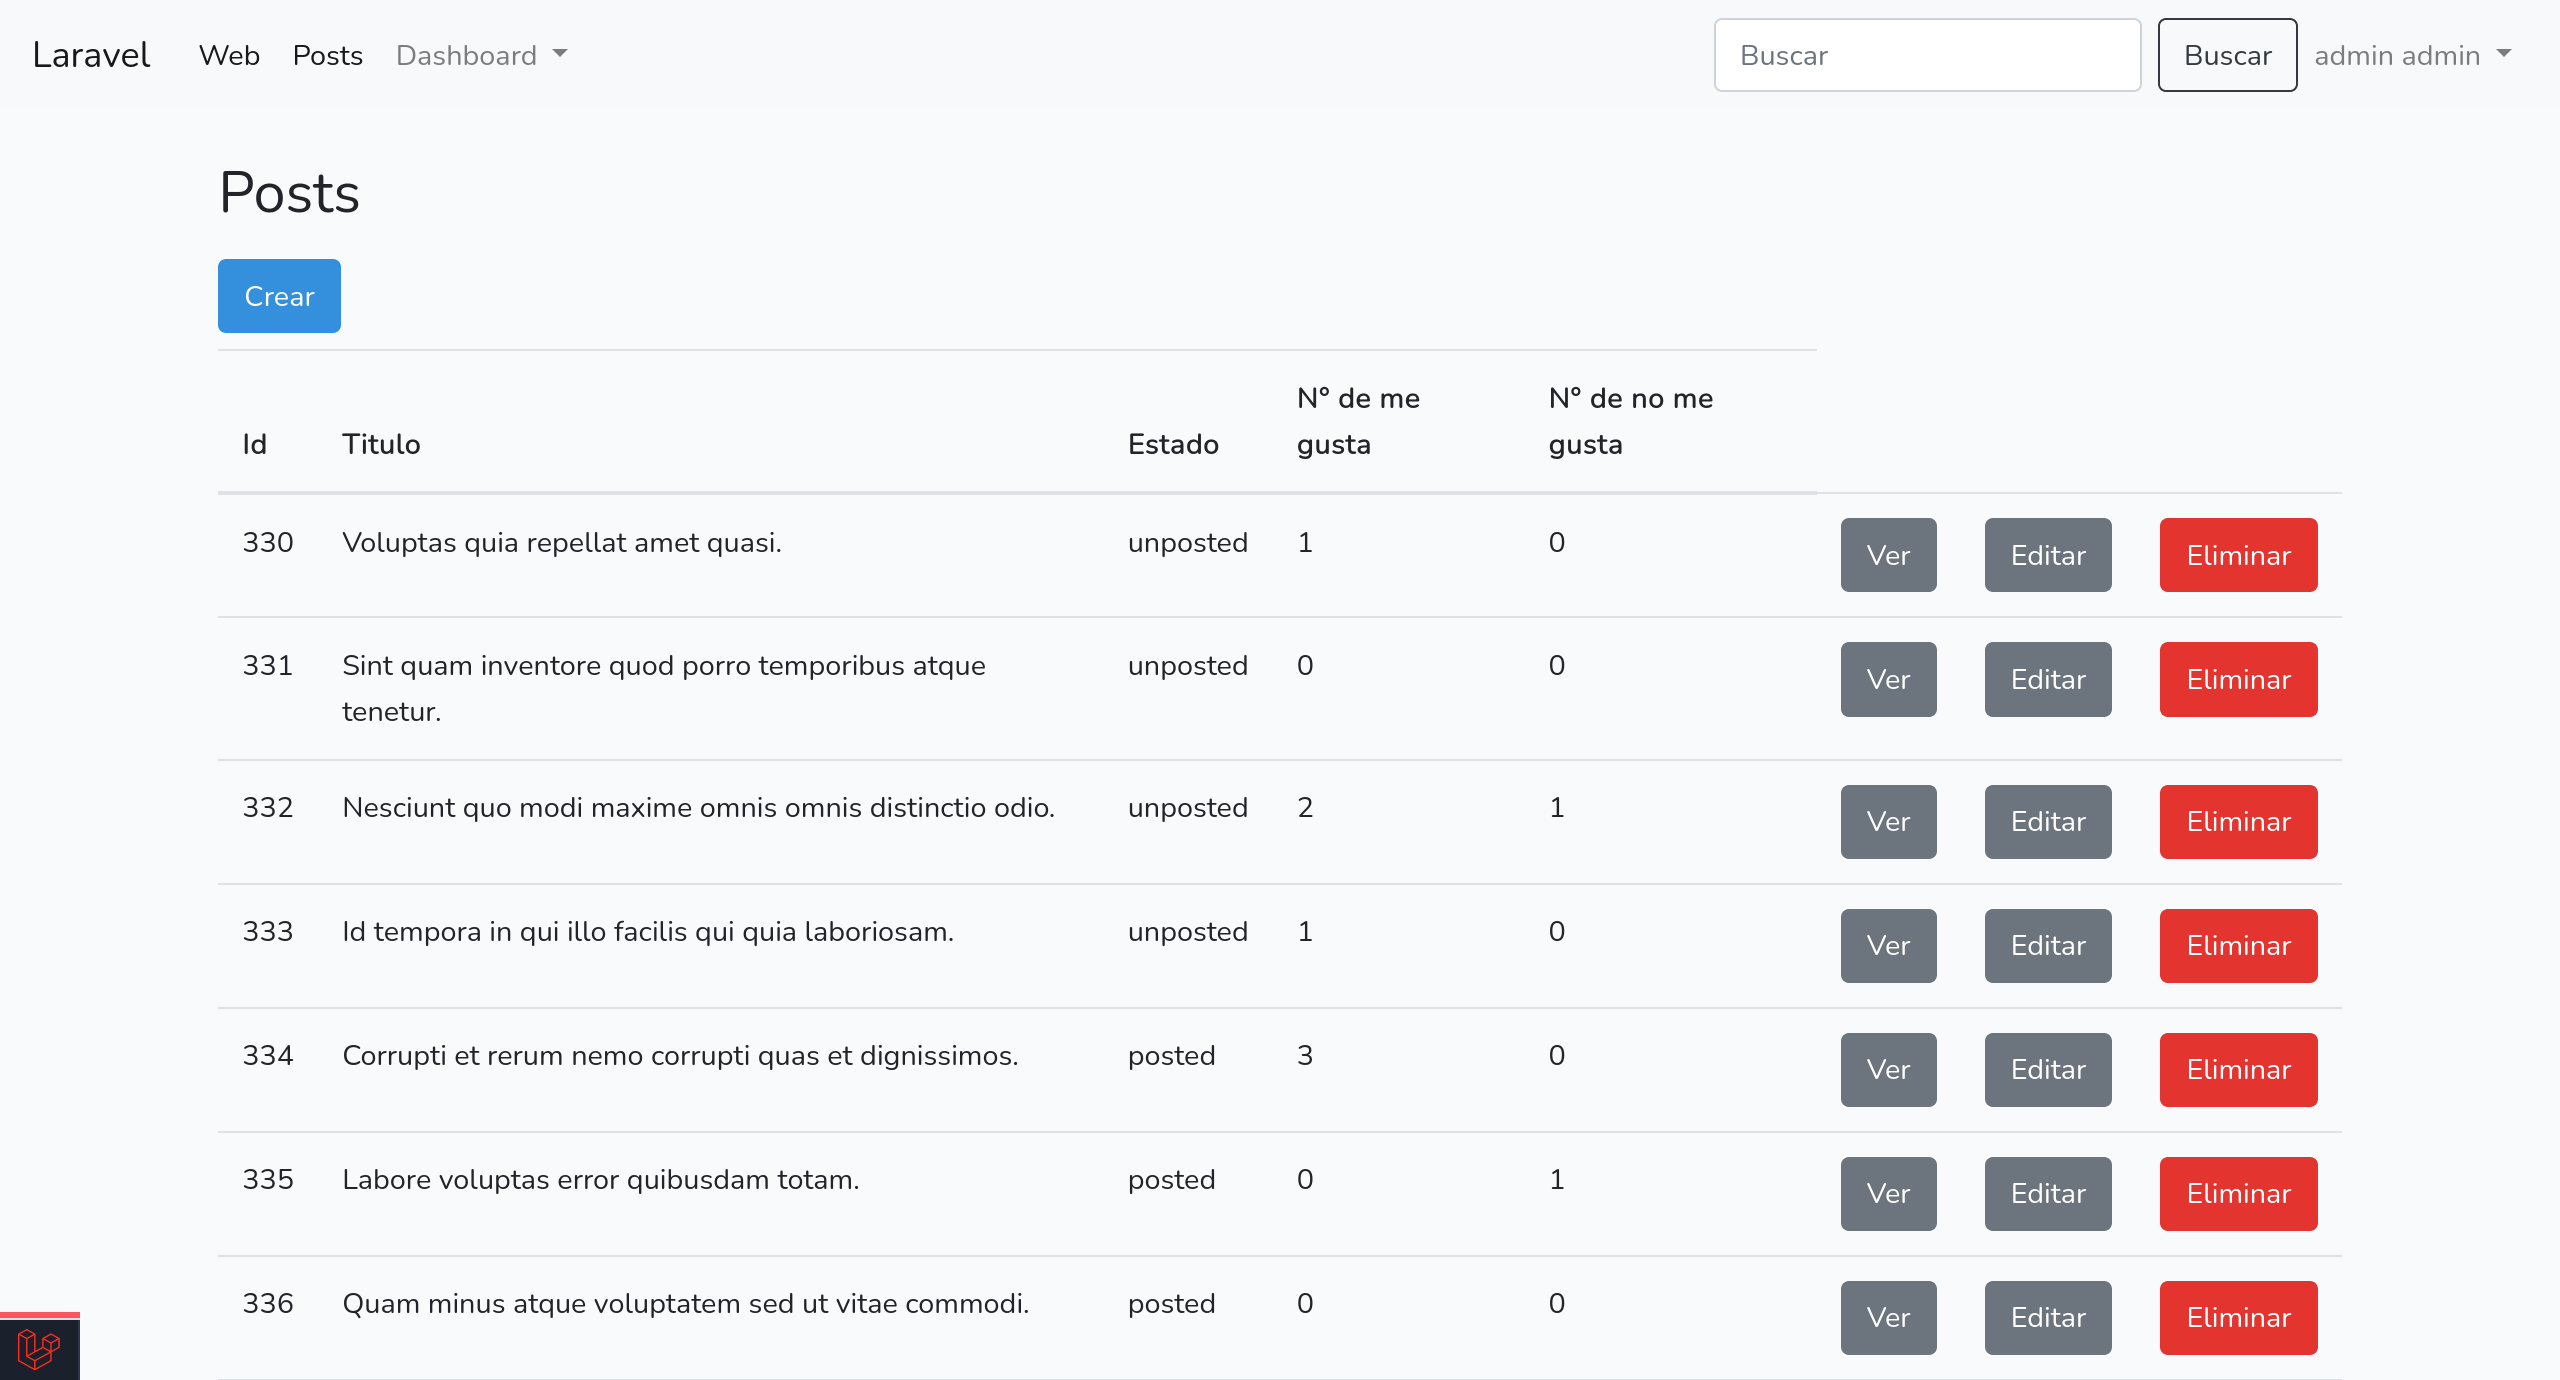 Laravel Web Posts Dashboard Buscar Buscar admin admin
Posts
Crear
Id Titulo Estado N° de me gusta N° de no me gusta
330 Voluptas quia repellat amet quasi. unposted 1 0 Ver Editar Eliminar
331 Sint quam inventore quod porro temporibus atque unposted 0 0 Ver Editar Eliminar
tenetur.
332 Nesciunt quo modi maxime omnis omnis distinctio odio. unposted 2 1 Ver Editar Eliminar
333 Id tempora in qui illo facilis qui quia laboriosam. unposted 1 0 Ver Editar Eliminar
334 Corrupti et rerum nemo corrupti quas et dignissimos. posted 3 0 Ver Editar Eliminar
335 Labore voluptas error quibusdam totam. posted 0 1 Ver Editar Eliminar
336 Quam minus atque voluptatem sed ut vitae commodi. posted 0 0 Ver Editar Eliminar